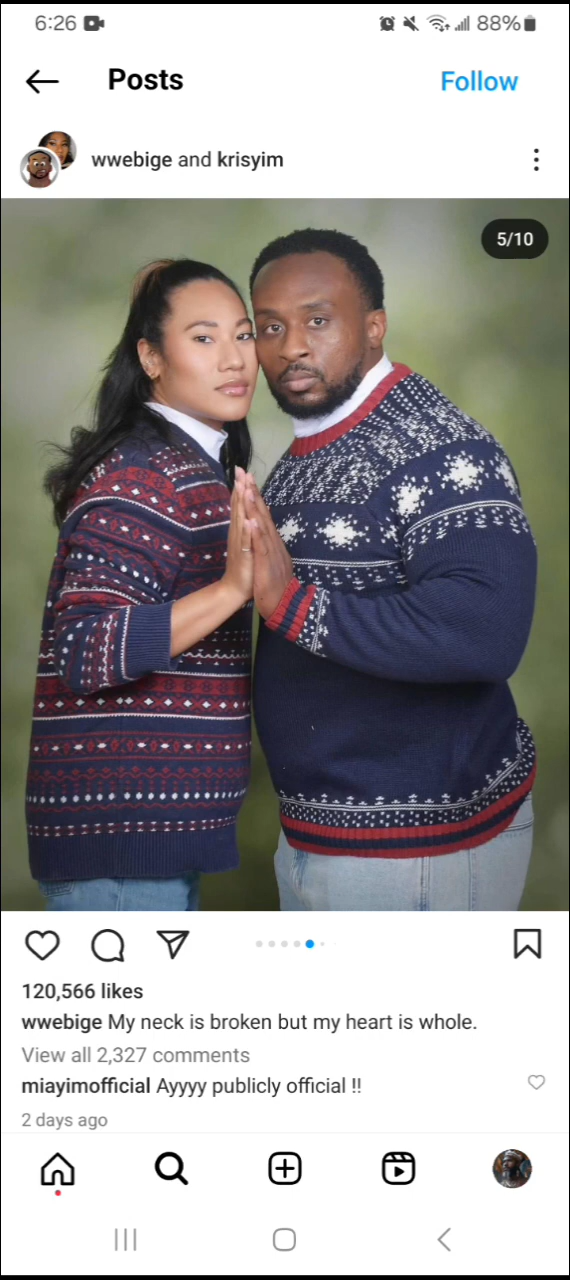 6:26 88%
Posts Follow
wwebige and krisyim
5/10
120,566 likes
wwebige My neck is broken but my heart is whole.
View all 2,327 comments
miayimofficial Ayyyy publicly official !!
2 days ago